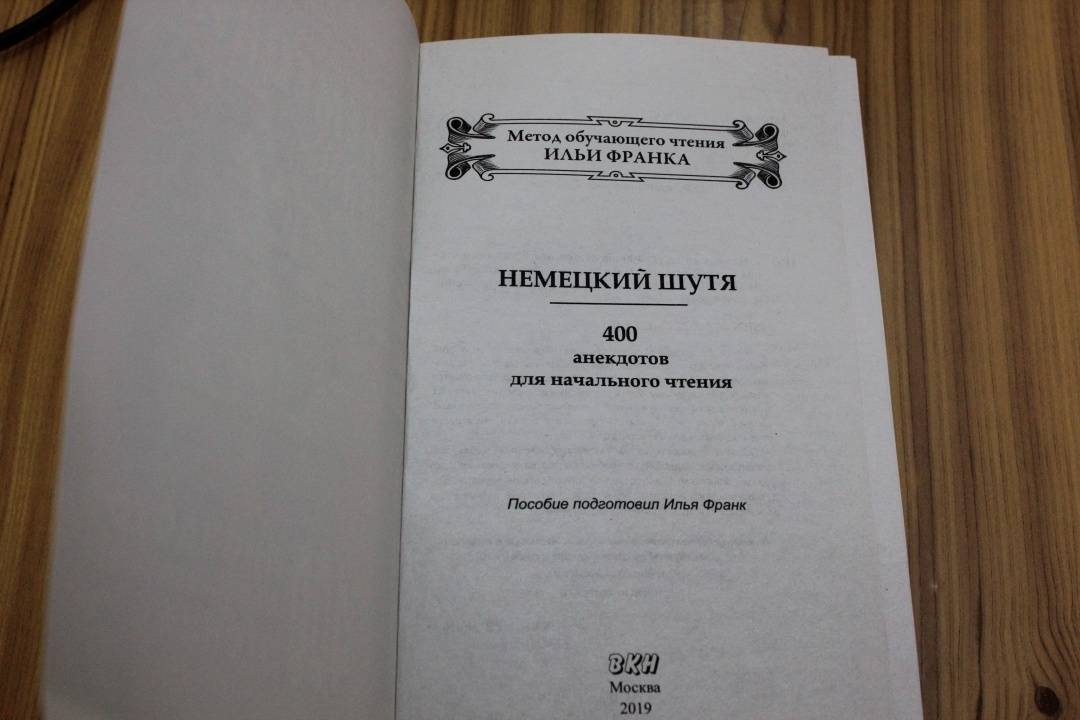 Метод обучающего чтения
ИЛЬИ ФРАНКА
НЕМЕЦКИЙ ШУТЯ
400
анекдотов
для начального чтения
Пособие подготовил Илья Франк
ВКН
Москва
2019